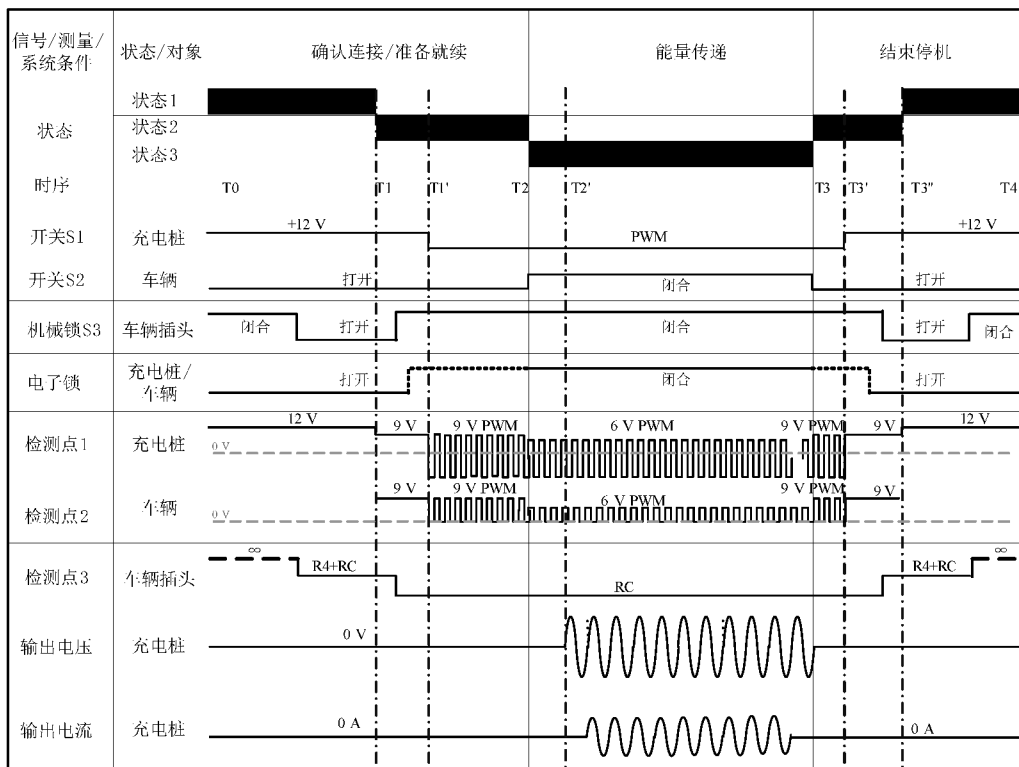 信号/测量/系统条件 状态/对象 确认连接/准备就续 能量传递 结束停机
状态 状态1
状态2
状态3
时序 T0 T1 T1' T2 T2' T3 T3' T3'' T4
开关S1 充电桩 +12 V PWM +12 V
开关S2 车辆 打开 闭合 打开
机械锁S3 车辆插头 闭合 打开 闭合 打开 闭合
电子锁 充电桩/车辆 打开 闭合 打开
检测点1 充电桩 0 V 12 V 9 V 9 V PWM 6 V PWM 9 V PWM 9 V 12 V
检测点2 车辆 0 V 9 V 9 V PWM 6 V PWM 9 V PWM 9 V
检测点3 车辆插头 ∞ R4+RC RC R4+RC ∞
输出电压 充电桩 0 V
输出电流 充电桩 0 A 0 A